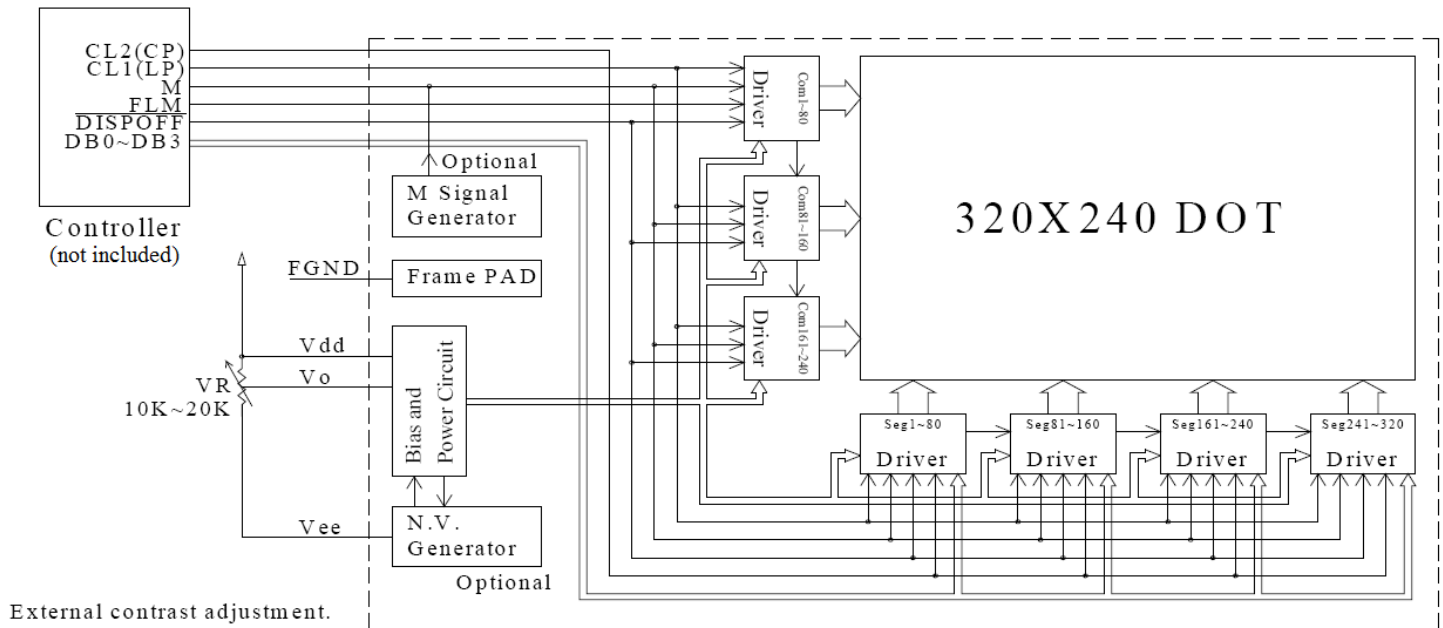 CL2(CP)
CL1(LP)
M
FLM
DISPOFF
DB0~DB3
Controller
(not included)
Optional
M Signal
Generator
FGND
Frame PAD
Vdd
Vo
VR
10K~20K
Bias and
Power Circuit
Vee
N.V.
Generator
Optional
External contrast adjustment.
Driver
Com1~80
Driver
Com81~160
Driver
Com161~240
320X240 DOT
Seg1~80
Driver
Seg81~160
Driver
Seg161~240
Driver
Seg241~320
Driver